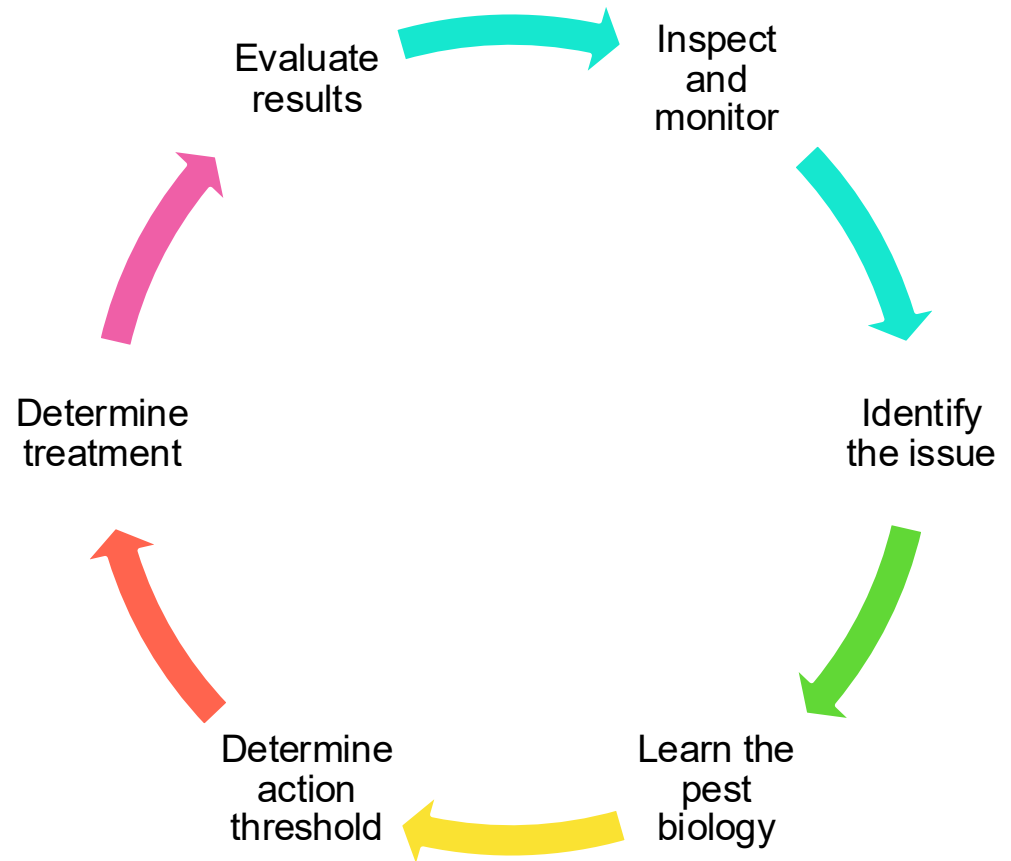 Evaluate
results
Inspect
and
monitor
Identify
the issue
Learn the
pest
biology
Determine
action
threshold
Determine
treatment